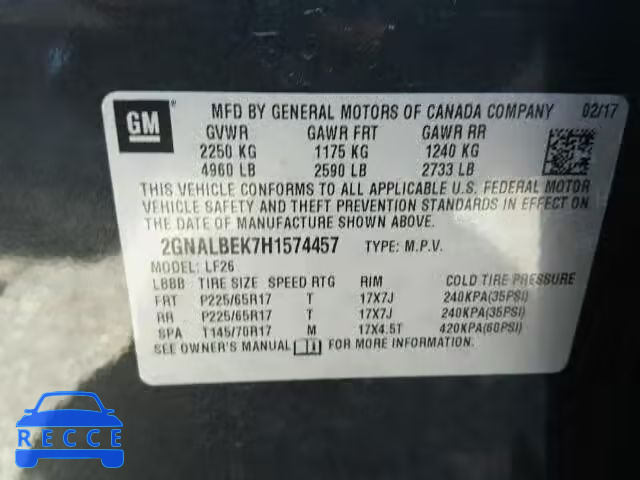 GM
MFD BY GENERAL MOTORS OF CANADA COMPANY 02/17
GVWR GAWR FRT GAWR RR
2250 KG 1175 KG 1240 KG
4960 LB 2590 LB 2733 LB
THIS VEHICLE CONFORMS TO ALL APPLICABLE U.S. FEDERAL MOTOR
VEHICLE SAFETY AND THEFT PREVENTION STANDARDS IN EFFECT ON THE
DATE OF MANUFACTURE SHOWN ABOVE.
2GNALBEK7H1574457 TYPE: M.P.V.
MODEL: LF26
LBBB TIRE SIZE SPEED RTG RIM COLD TIRE PRESSURE
FRT P225/65R17 T 17X7J 240KPA(35PSI)
RR P225/65R17 T 17X7J 240KPA(35PSI)
SPA T145/70R17 M 17X4.5T 420KPA(60PSI)
SEE OWNER'S MANUAL FOR MORE INFORMATION.
RECCE